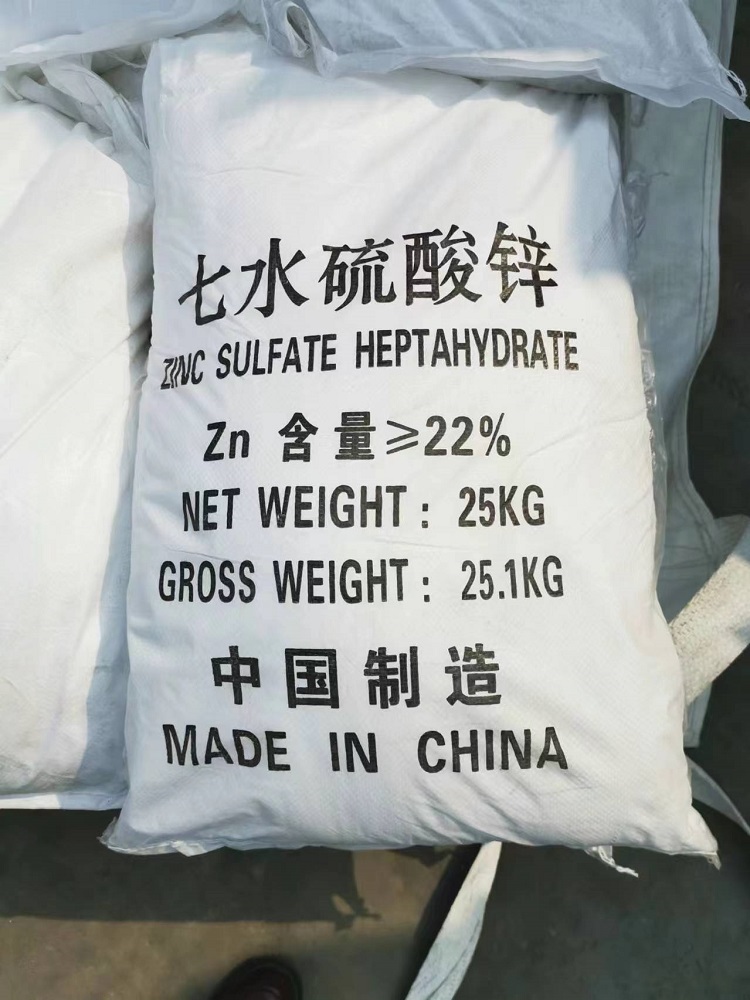 七水硫酸锌
ZINC SULFATE HEPTAHYDRATE
Zn 含量≥22%
NET WEIGHT: 25KG
GROSS WEIGHT: 25.1KG
中国制造
MADE IN CHINA